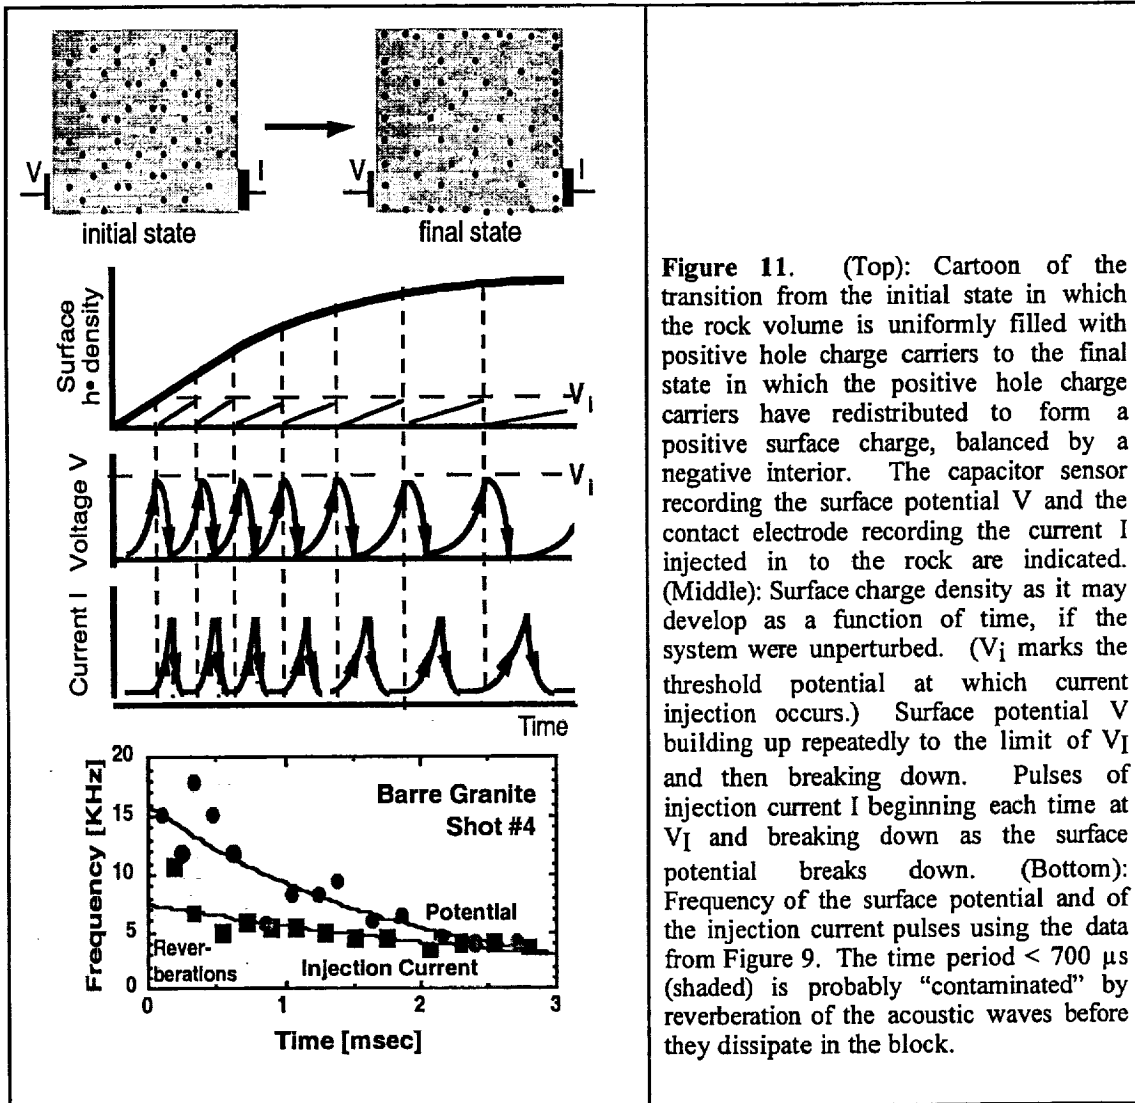 V
I
V
I
initial state
final state
Surface
h• density
Vi
Voltage V
Vi
Current I
Time
Frequency [KHz]
20
15
10
5
0
Barre Granite
Shot #4
Potential
Rever-
berations
Injection Current
0
1
2
3
Time [msec]
Figure 11. (Top): Cartoon of the
transition from the initial state in which
the rock volume is uniformly filled with
positive hole charge carriers to the final
state in which the positive hole charge
carriers have redistributed to form a
positive surface charge, balanced by a
negative interior. The capacitor sensor
recording the surface potential V and the
contact electrode recording the current I
injected in to the rock are indicated.
(Middle): Surface charge density as it may
develop as a function of time, if the
system were unperturbed. (Vi marks the
threshold potential at which current
injection occurs.) Surface potential V
building up repeatedly to the limit of VI
and then breaking down. Pulses of
injection current I beginning each time at
VI and breaking down as the surface
potential breaks down. (Bottom):
Frequency of the surface potential and of
the injection current pulses using the data
from Figure 9. The time period < 700 µs
(shaded) is probably “contaminated” by
reverberation of the acoustic waves before
they dissipate in the block.